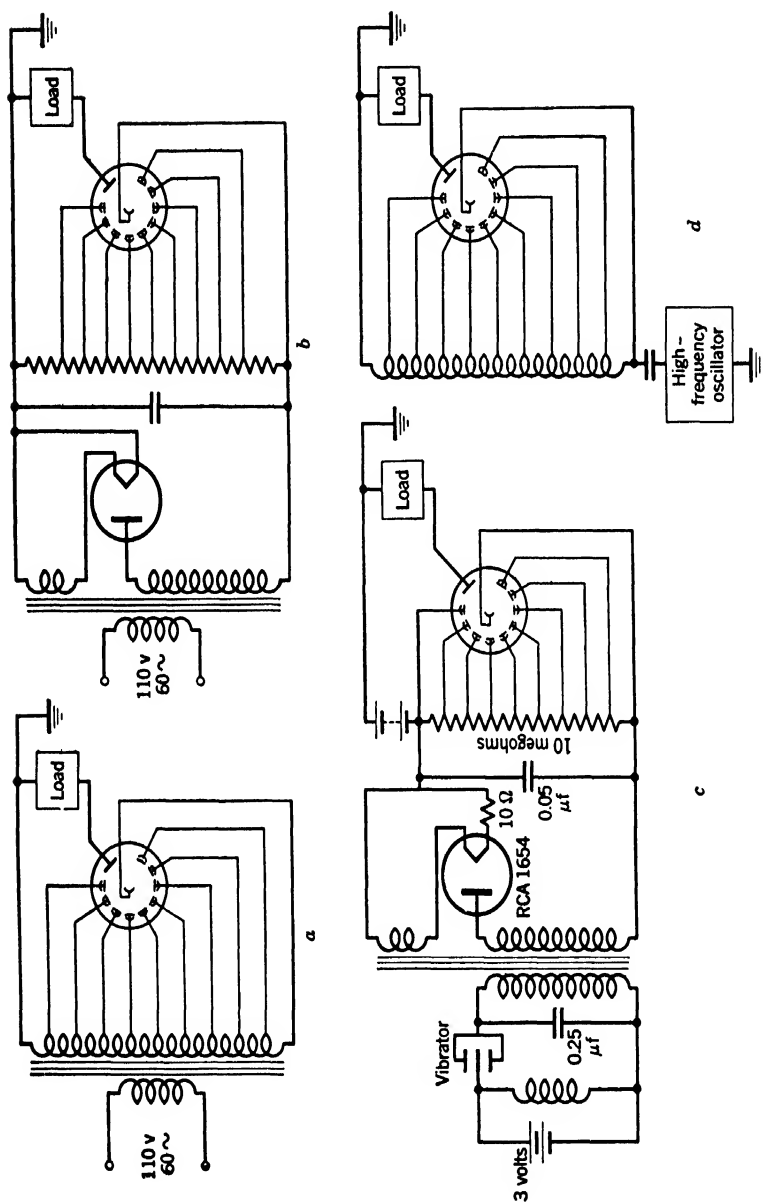 110 v
60 ~
Load
a
110 v
60 ~
Load
b
3 volts
Vibrator
0.25
μf
RCA 1654
10 Ω
0.05
μf
10 megohms
Load
c
Load
High-
frequency
oscillator
d